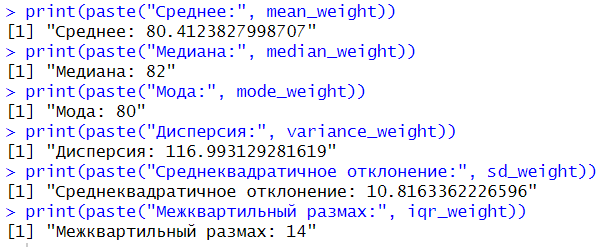 > print(paste("Среднее:", mean_weight))
[1] "Среднее: 80.4123827998707"
> print(paste("Медиана:", median_weight))
[1] "Медиана: 82"
> print(paste("Мода:", mode_weight))
[1] "Мода: 80"
> print(paste("Дисперсия:", variance_weight))
[1] "Дисперсия: 116.993129281619"
> print(paste("Среднеквадратичное отклонение:", sd_weight))
[1] "Среднеквадратичное отклонение: 10.8163362226596"
> print(paste("Межквартильный размах:", iqr_weight))
[1] "Межквартильный размах: 14"